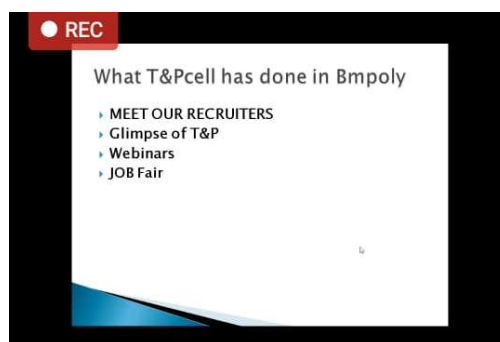 REC
What T&Pcell has done in Bmpoly
MEET OUR RECRUITERS
Glimpse of T&P
Webinars
JOB Fair